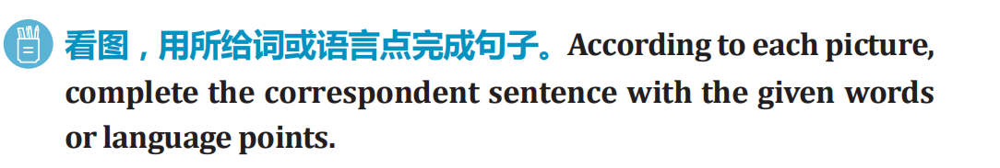 看图，用所给词或语言点完成句子。According to each picture,
complete the correspondent sentence with the given words
or language points.